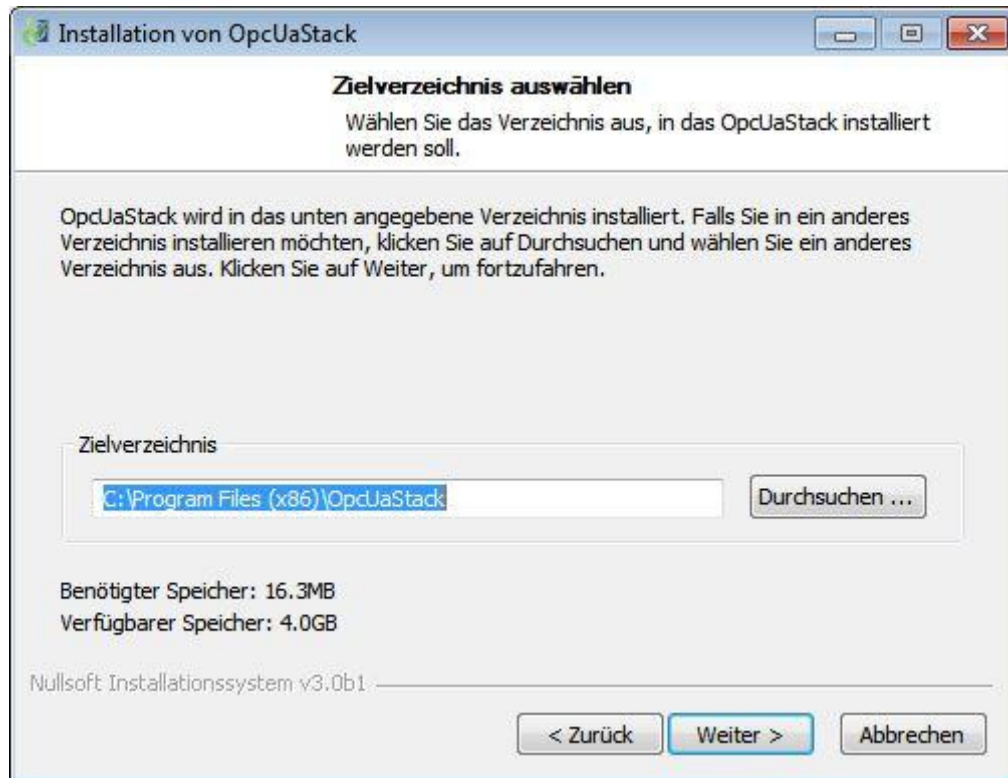 Installation von OpcUaStack
Zielverzeichnis auswählen
Wählen Sie das Verzeichnis aus, in das OpcUaStack installiert
werden soll.
OpcUaStack wird in das unten angegebene Verzeichnis installiert. Falls Sie in ein anderes
Verzeichnis installieren möchten, klicken Sie auf Durchsuchen und wählen Sie ein anderes
Verzeichnis aus. Klicken Sie auf Weiter, um fortzufahren.
Zielverzeichnis
C:\Program Files (x86)\OpcUaStack
Durchsuchen ...
Benötigter Speicher: 16.3MB
Verfügbarer Speicher: 4.0GB
Nullsoft Installationssystem v3.0b1
< Zurück
Weiter >
Abbrechen